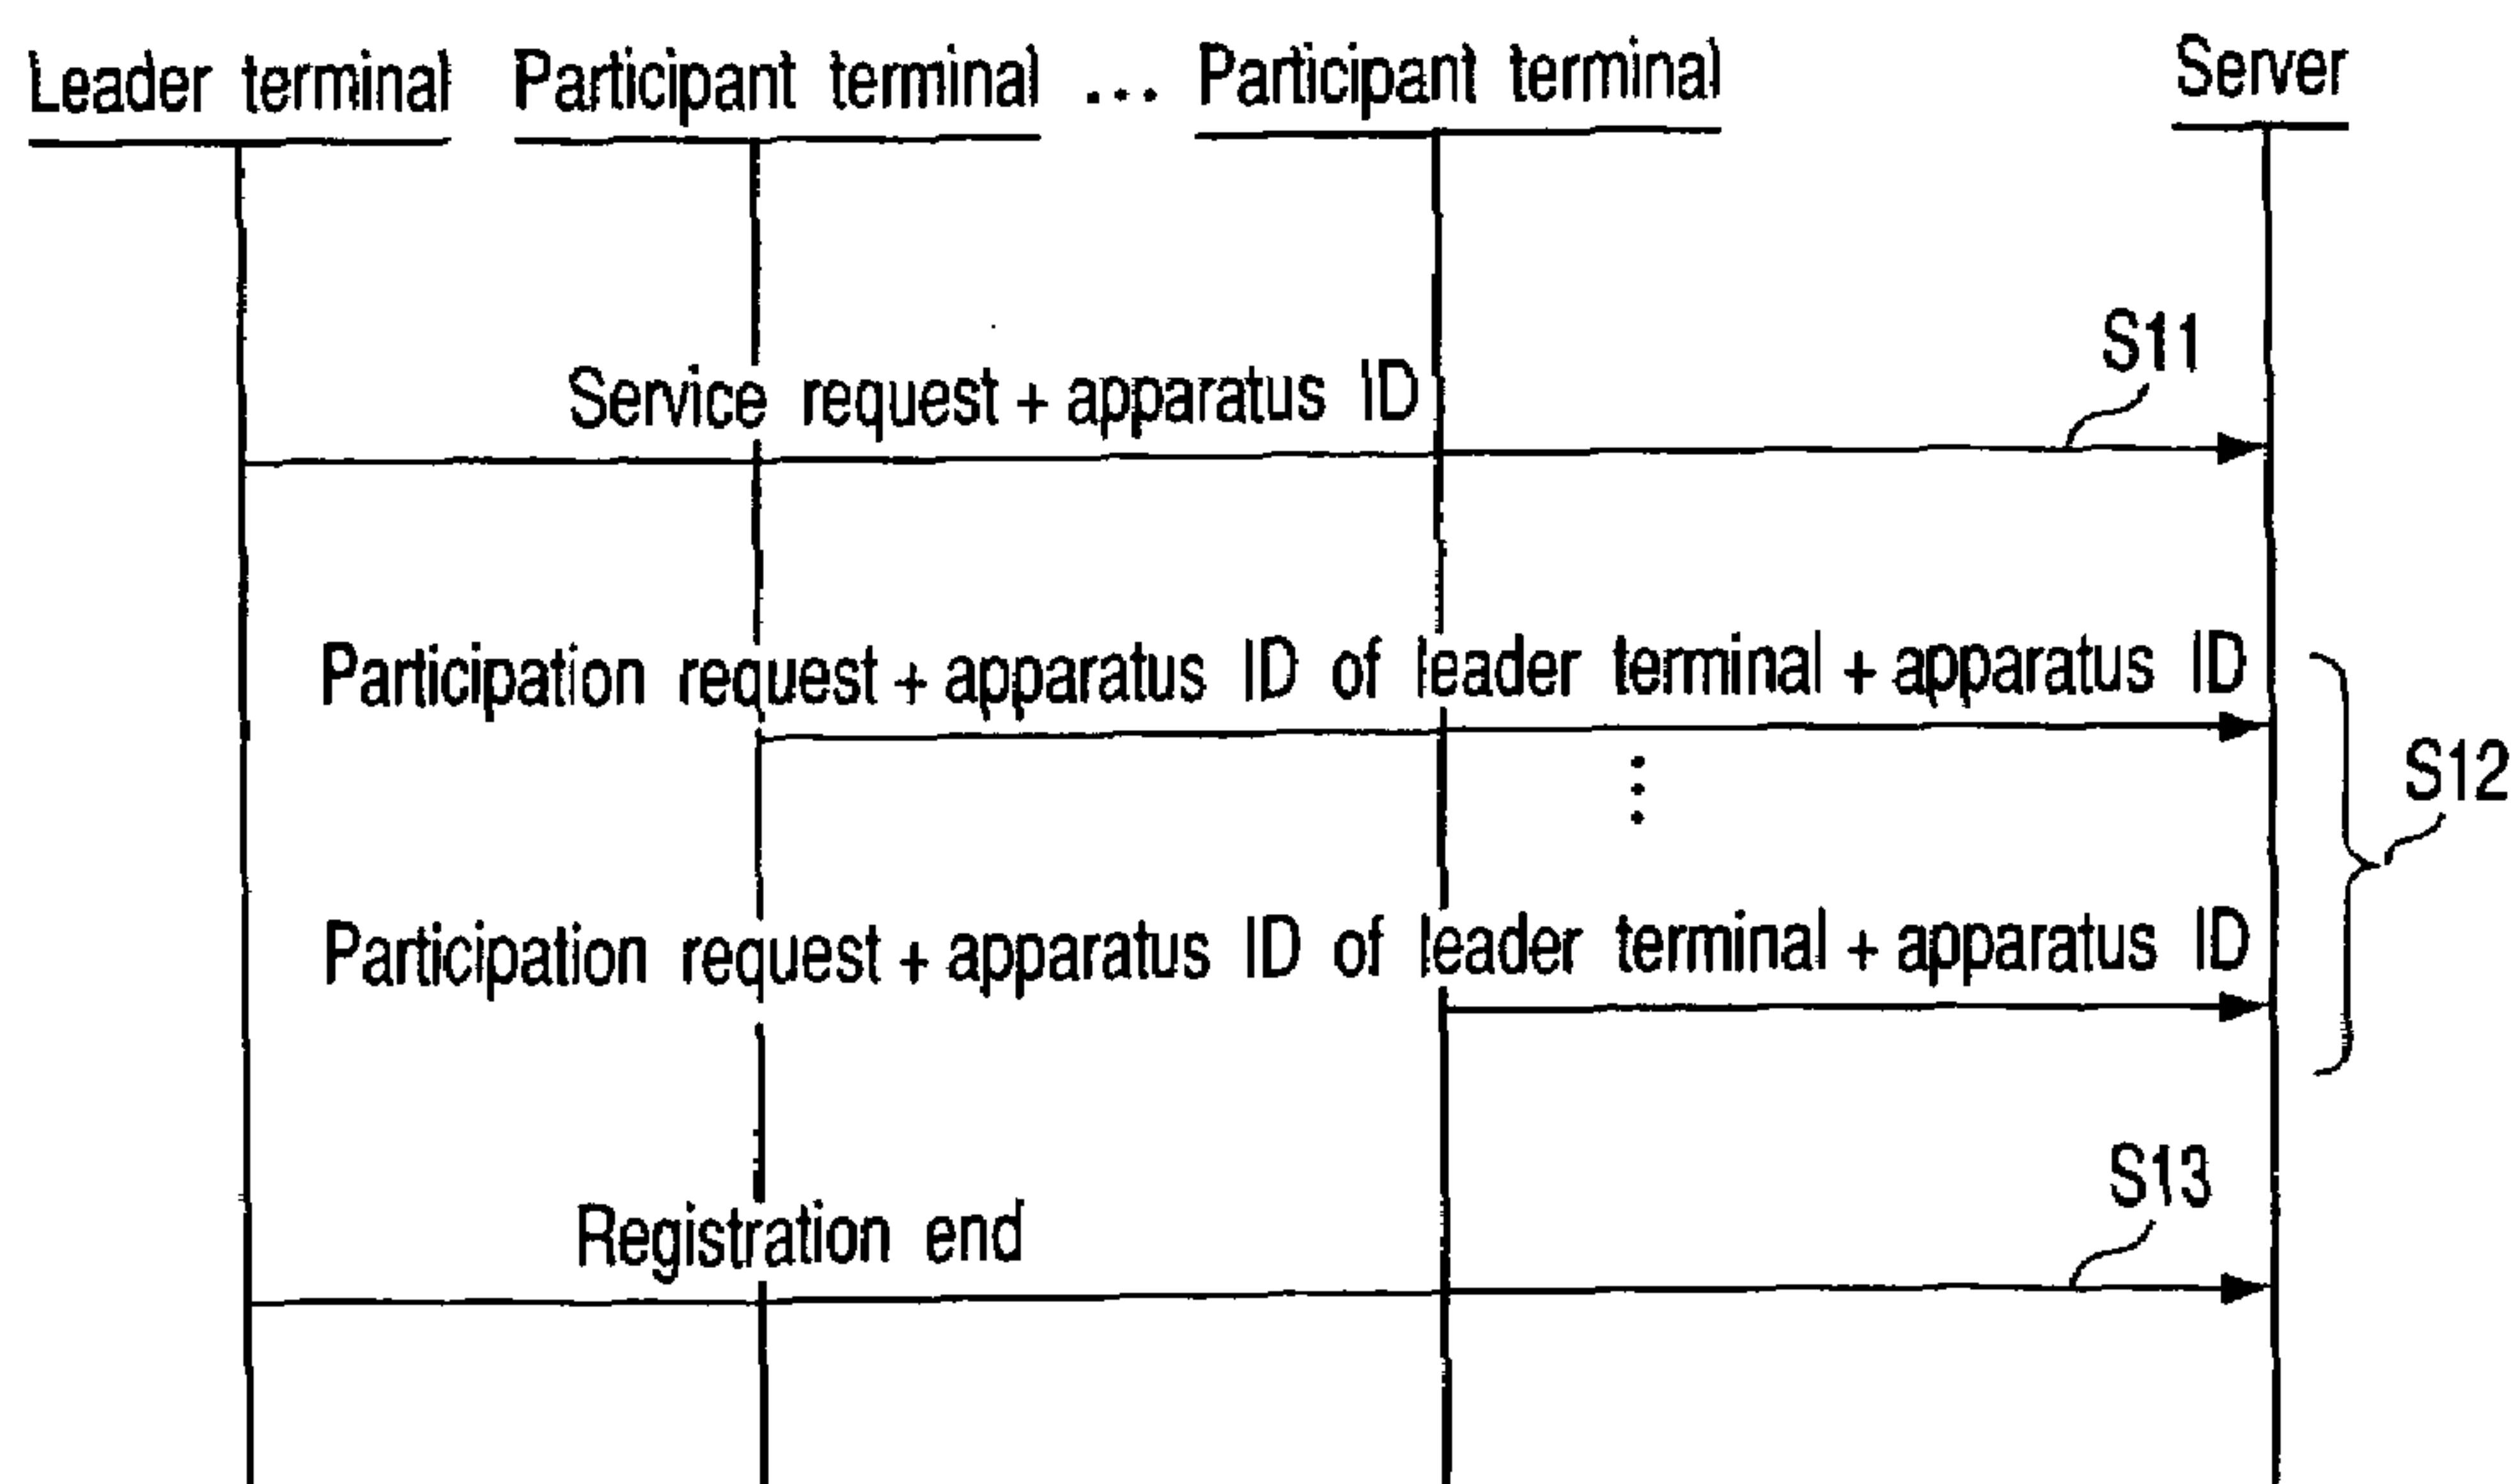 Leader terminal Participant terminal ... Participant terminal Server
S11
Service request + apparatus ID
Participation request + apparatus ID of leader terminal + apparatus ID
S12
Participation request + apparatus ID of leader terminal + apparatus ID
S13
Registration end